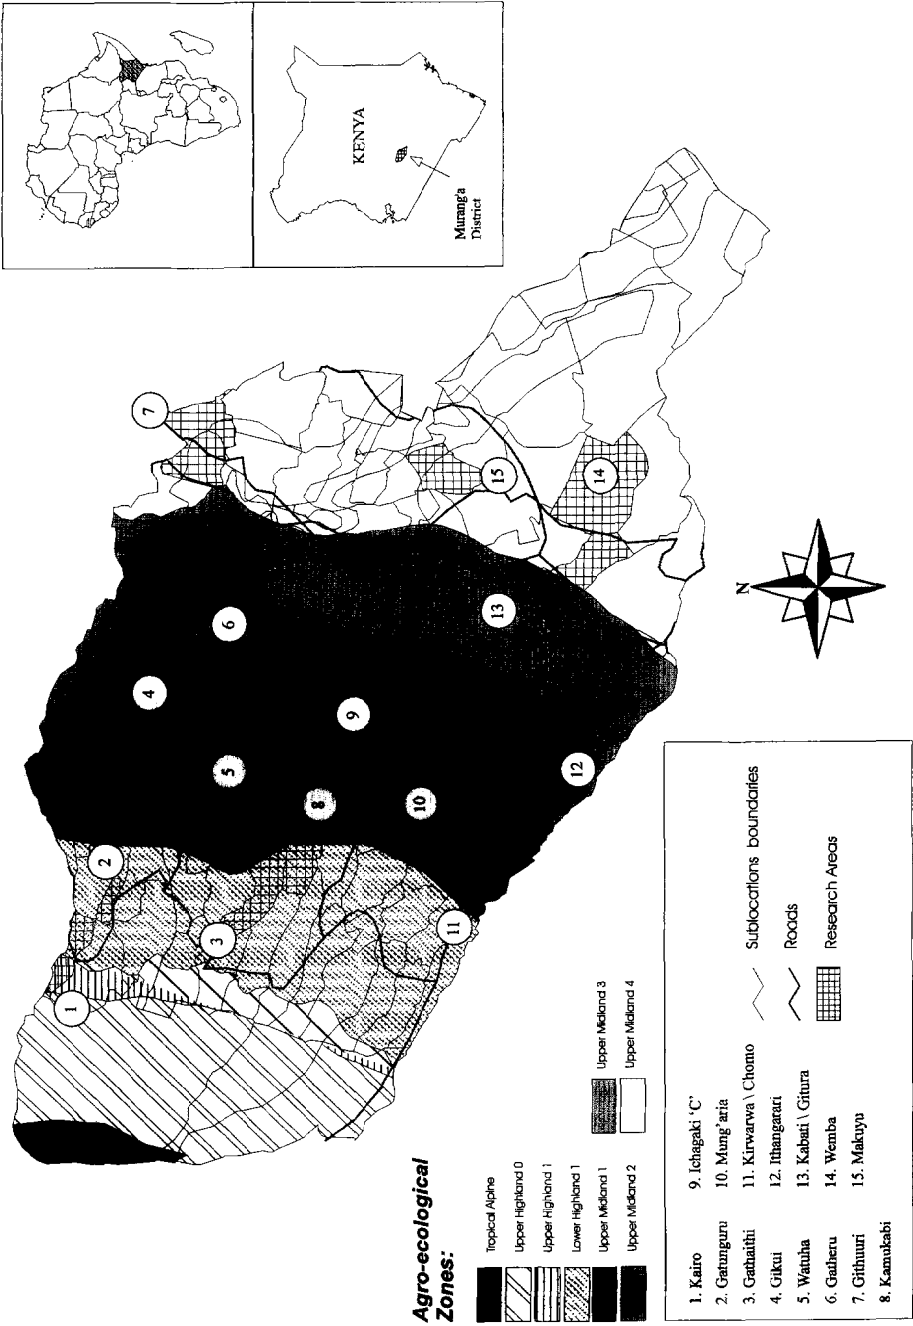 KENYA
Murang'a
District
7
15
14
6
13
4
9
5
12
8
10
2
3
11
1
N
Agro-ecological
Zones:
Tropical Alpine
Upper Highland 0
Upper Highland 1
Lower Highland 1
Upper Midland 1
Upper Midland 2
Upper Midland 3
Upper Midland 4
1. Kairo
2. Gatunguru
3. Gathaithi
4. Gikui
5. Watuha
6. Gatheru
7. Githuuri
8. Kamukabi
9. Ichagaki 'C'
10. Mung'aria
11. Kirwarwa \ Chomo
12. Ithangarari
13. Kabati \ Gitura
14. Wemba
15. Makuyu
Sublocations boundaries
Roads
Research Areas